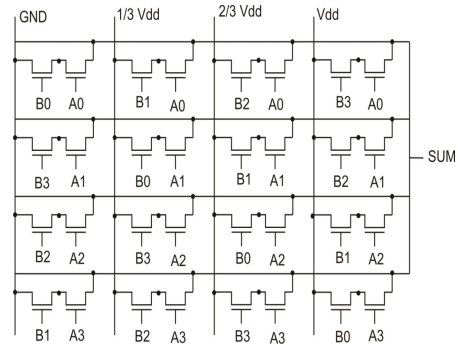 GND 1/3 Vdd 2/3 Vdd Vdd
B0 A0 B1 A0 B2 A0 B3 A0
SUM
B3 A1 B0 A1 B1 A1 B2 A1
B2 A2 B3 A2 B0 A2 B1 A2
B1 A3 B2 A3 B3 A3 B0 A3